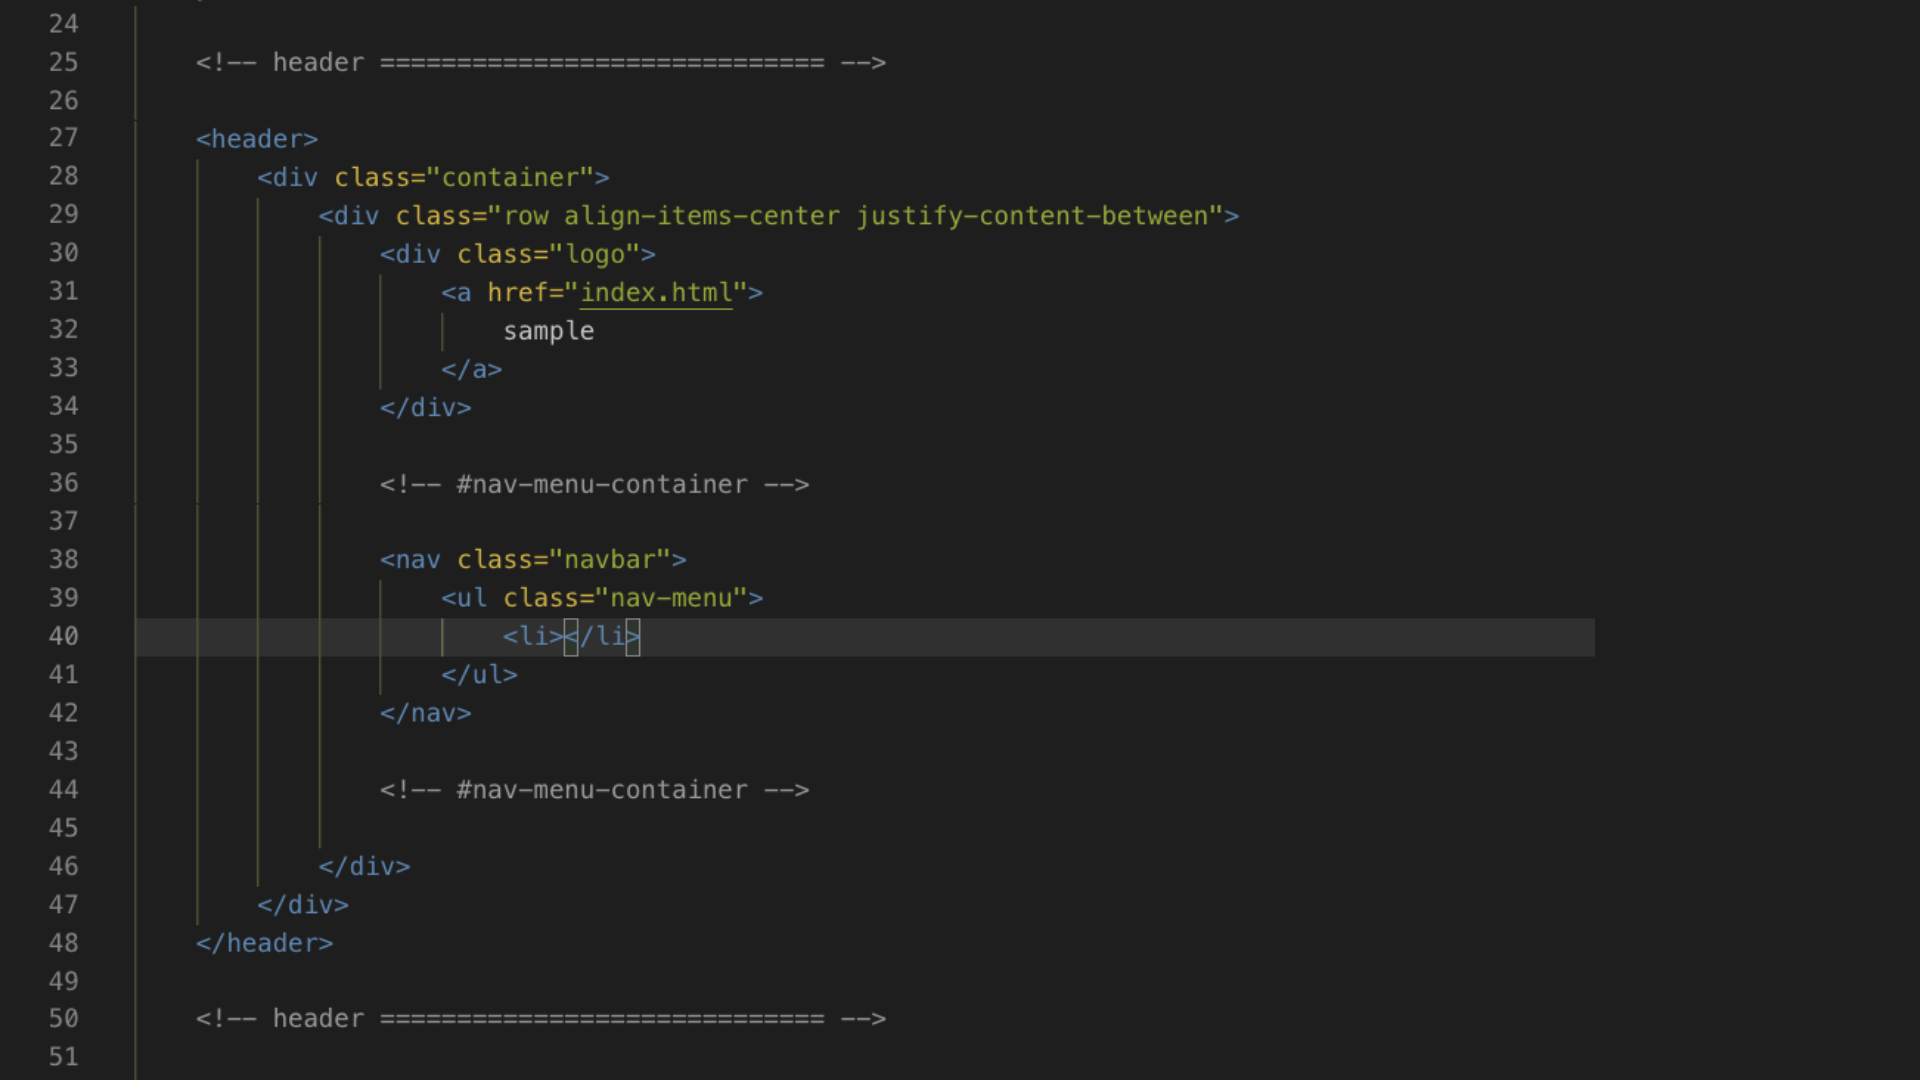 24
25 <!-- header ============================= -->
26
27 <header>
28 <div class="container">
29 <div class="row align-items-center justify-content-between">
30 <div class="logo">
31 <a href="index.html">
32 sample
33 </a>
34 </div>
35
36 <!-- #nav-menu-container -->
37
38 <nav class="navbar">
39 <ul class="nav-menu">
40 <li></li>
41 </ul>
42 </nav>
43
44 <!-- #nav-menu-container -->
45
46 </div>
47 </div>
48 </header>
49
50 <!-- header ============================= -->
51